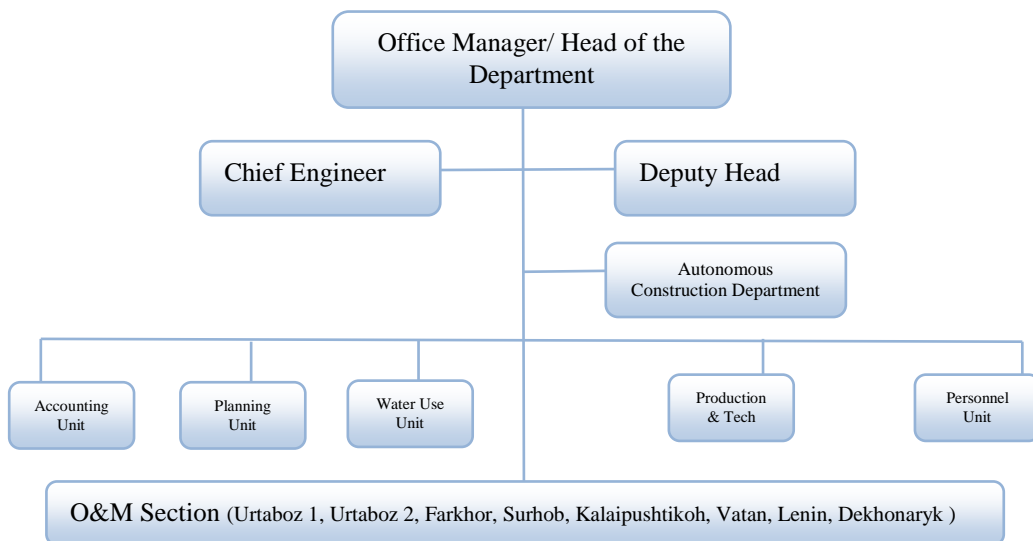 Office Manager/ Head of the
Department
Chief Engineer
Deputy Head
Autonomous
Construction Department
Accounting
Unit
Planning
Unit
Water Use
Unit
Production
& Tech
Personnel
Unit
O&M Section (Urtaboz 1, Urtaboz 2, Farkhor, Surhob, Kalaipushtikoh, Vatan, Lenin, Dekhonaryk )